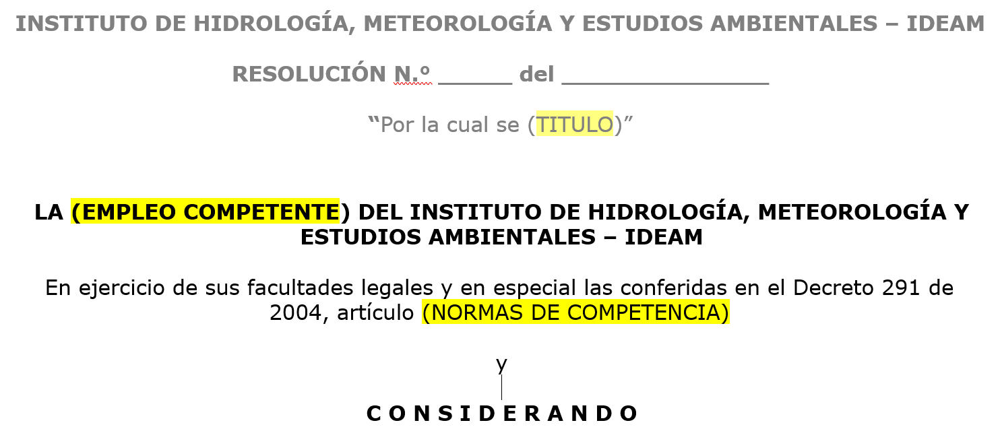 INSTITUTO DE HIDROLOGÍA, METEOROLOGÍA Y ESTUDIOS AMBIENTALES – IDEAM
RESOLUCIÓN N.º ______ del _________________
“Por la cual se (TITULO)”
LA (EMPLEO COMPETENTE) DEL INSTITUTO DE HIDROLOGÍA, METEOROLOGÍA Y
ESTUDIOS AMBIENTALES – IDEAM
En ejercicio de sus facultades legales y en especial las conferidas en el Decreto 291 de
2004, artículo (NORMAS DE COMPETENCIA)
y
C O N S I D E R A N D O